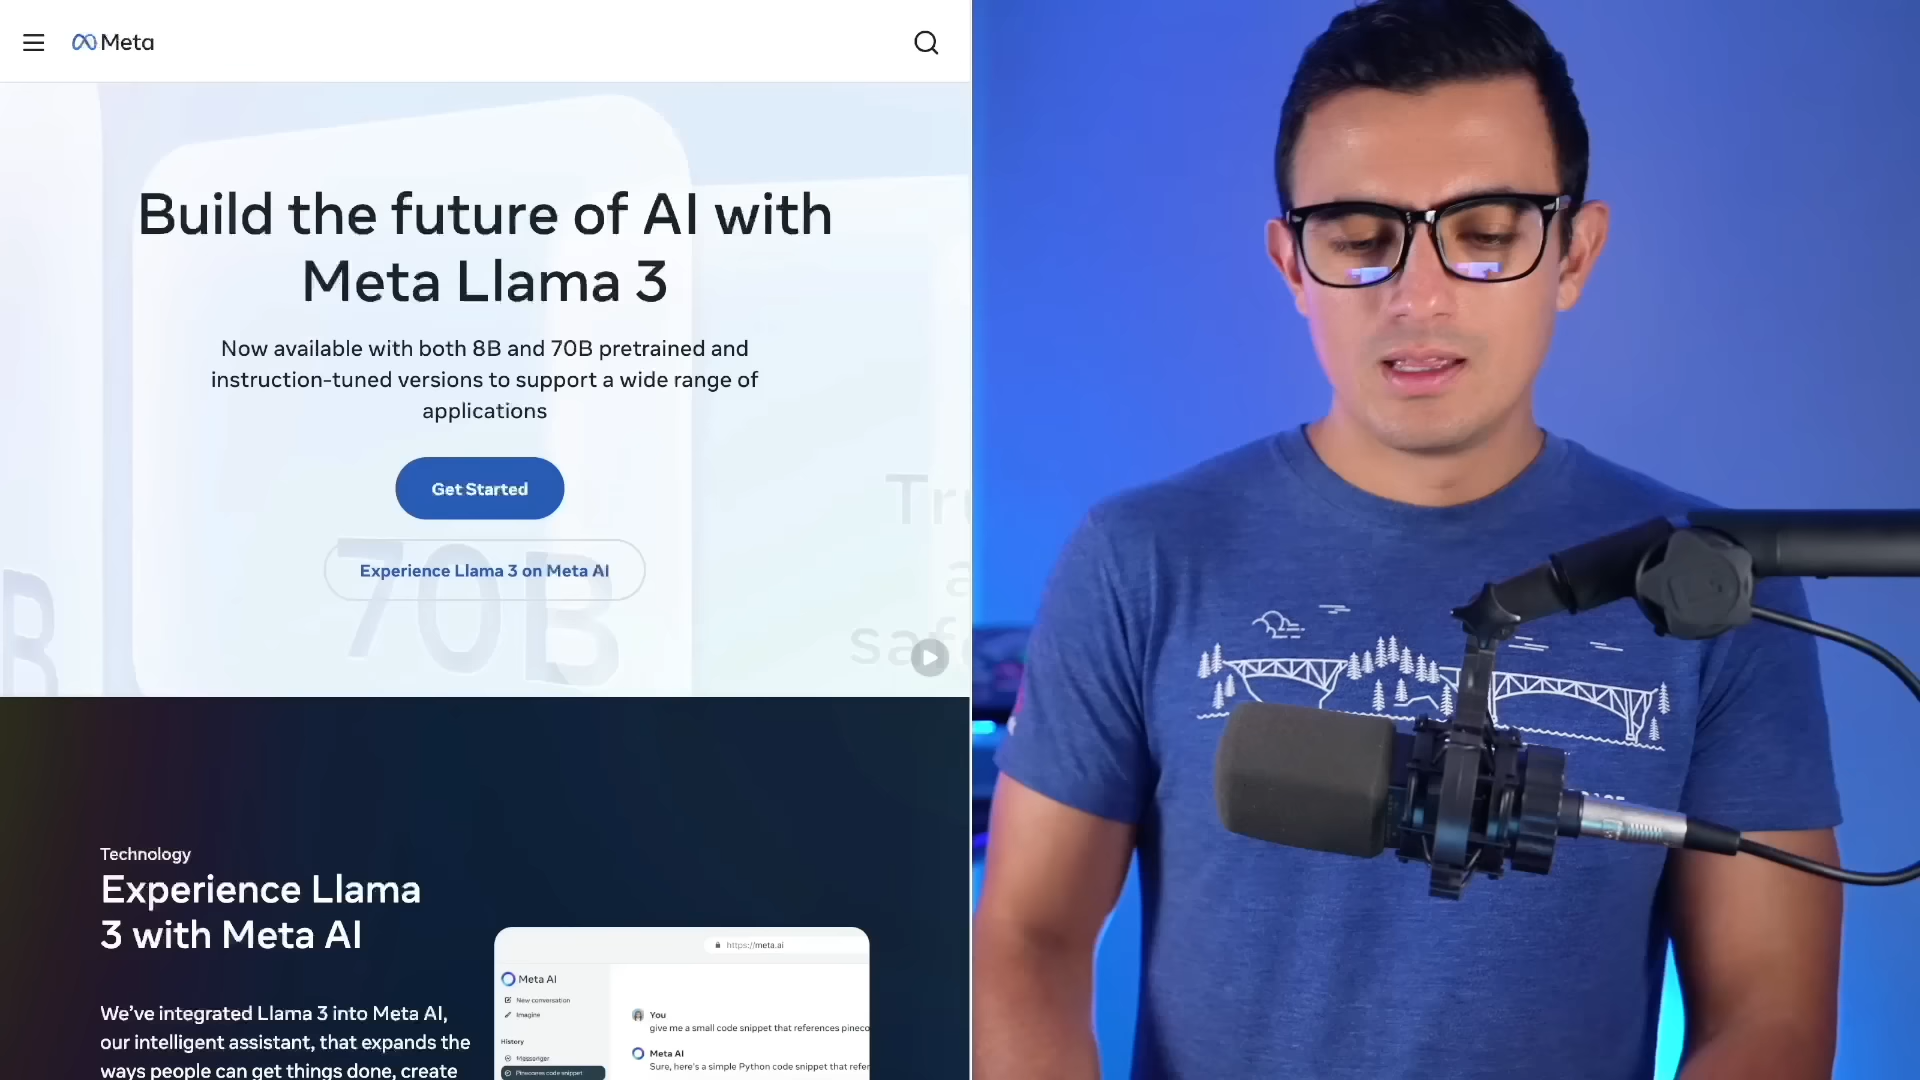 Meta
Build the future of AI with
Meta Llama 3
Now available with both 8B and 70B pretrained and
instruction-tuned versions to support a wide range of
applications
Get Started
Experience Llama 3 on Meta AI
70B
B
Technology
Experience Llama
3 with Meta AI
We’ve integrated Llama 3 into Meta AI,
our intelligent assistant, that expands the
ways people can get things done, create
https://meta.ai
Meta AI
New conversation
Imagine
History
Messenger
Pinecones code snippet
You
give me a small code snippet that references
Meta AI
Sure, here's a simple Python code snippet that